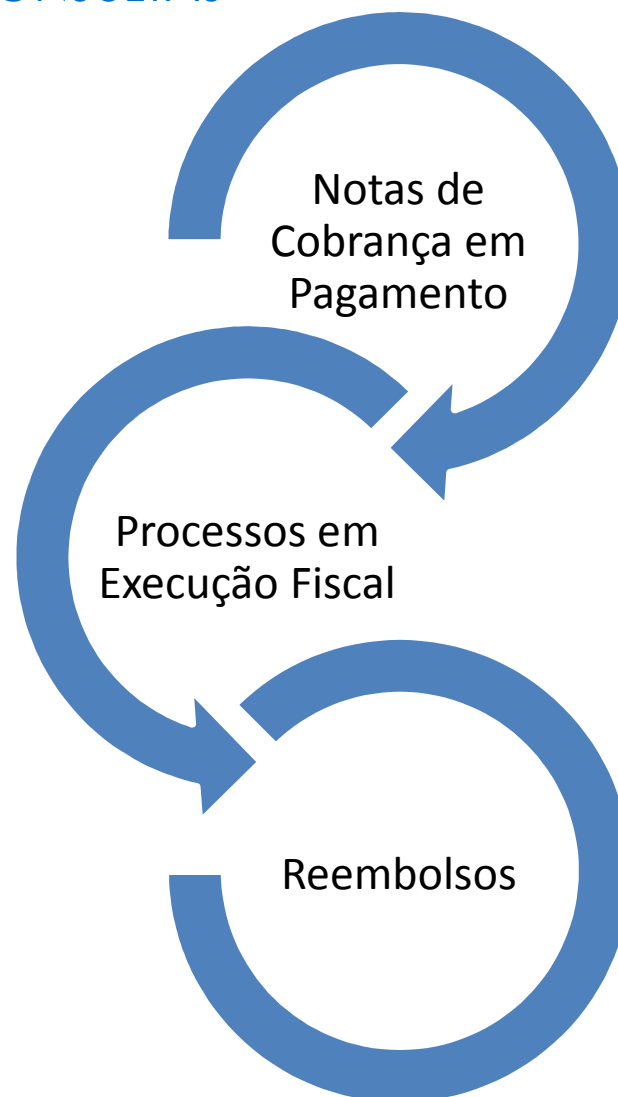 Notas de
Cobrança em
Pagamento
Processos em
Execução Fiscal
Reembolsos